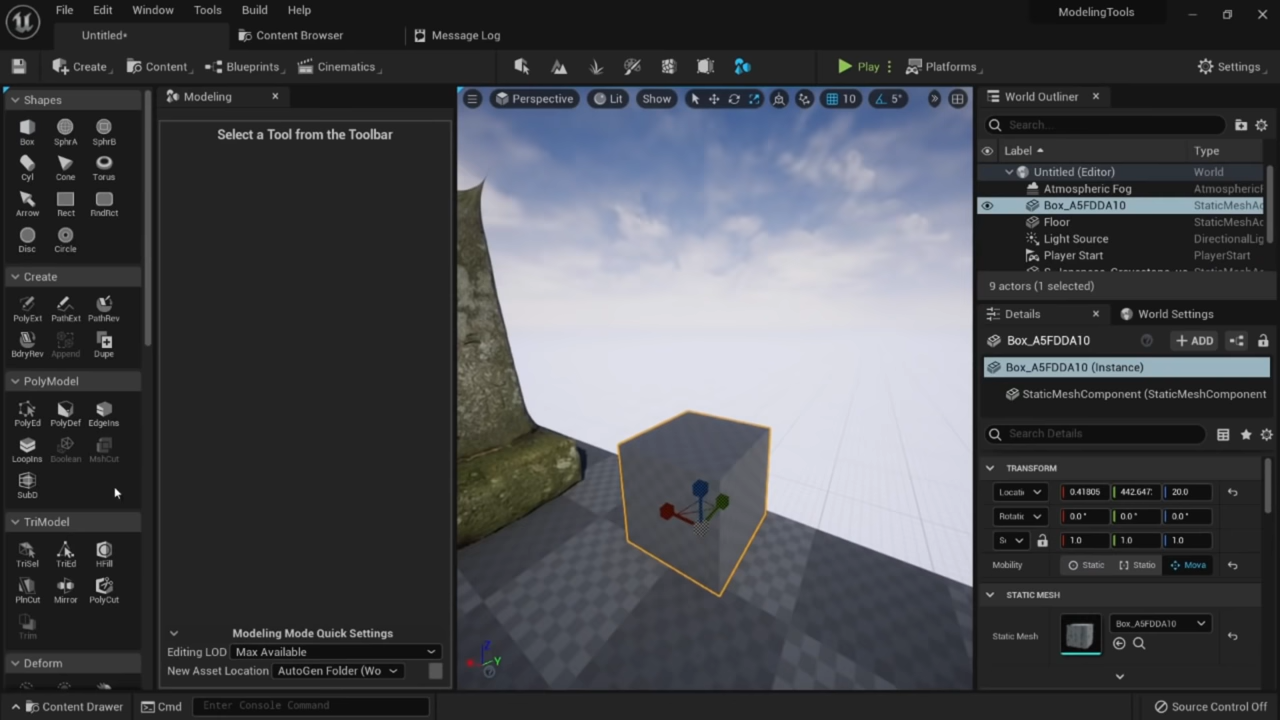 File Edit Window Tools Build Help
ModelingTools
Untitled*
Content Browser
Message Log
Create
Content
Blueprints
Cinematics
Play
Platforms
Settings
Shapes
Box SphrA SphrB
Cyl Cone Torus
Arrow Rect RndRct
Disc Circle
Create
PolyExt PathExt PathRev
BdryRev Append Dupe
PolyModel
PolyEd PolyDef EdgeIns
LoopIns Boolean MshCut
SubD
TriModel
TriSel TriEd HFill
PlnCut Mirror PolyCut
Trim
Deform
Modeling
Select a Tool from the Toolbar
Modeling Mode Quick Settings
Editing LOD Max Available
New Asset Location AutoGen Folder (Wo
Perspective Lit Show 10 5°
Z
Y
World Outliner
Search...
Label Type
Untitled (Editor) World
Atmospheric Fog AtmosphericF
Box_A5FDDA10 StaticMeshAc
Floor StaticMeshAc
Light Source DirectionalLig
Player Start PlayerStart
9 actors (1 selected)
Details
World Settings
Box_A5FDDA10
ADD
Box_A5FDDA10 (Instance)
StaticMeshComponent (StaticMeshComponent
Search Details
TRANSFORM
Locatic 0.41805 442.647: 20.0
Rotatic 0.0° 0.0° 0.0°
1.0 1.0 1.0
Mobility Static Statio Mova
STATIC MESH
Static Mesh Box_A5FDDA10
Content Drawer
Cmd
Enter Console Command
Source Control Off